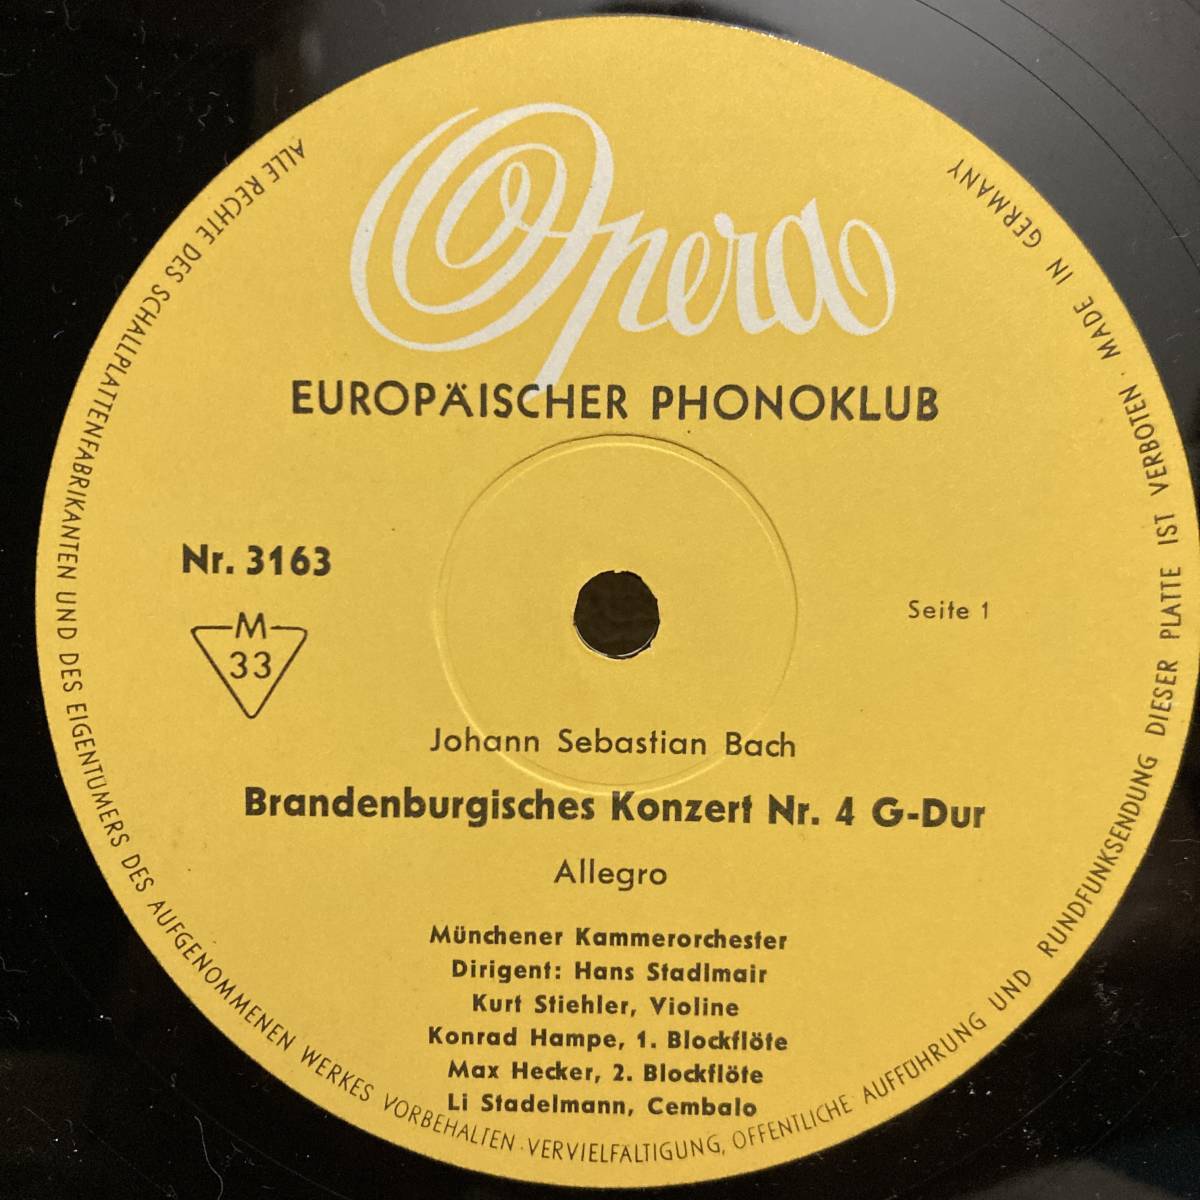 Opera
EUROPÄISCHER PHONOKLUB
Nr. 3163
M
33
Seite 1
Johann Sebastian Bach
Brandenburgisches Konzert Nr. 4 G-Dur
Allegro
Münchener Kammerorchester
Dirigent: Hans Stadlmair
Kurt Stiehler, Violine
Konrad Hampe, 1. Blockflöte
Max Hecker, 2. Blockflöte
Li Stadelmann, Cembalo
ALLE RECHTE DES SCHALLPLATTENFABRIKANTEN UND DES EIGENTÜMERS DES AUFGENOMMENEN WERKES VORBEHALTEN · VERVIELFÄLTIGUNG, ÖFFENTLICHE AUFFÜHRUNG UND RUNDFUNKSENDUNG DIESER PLATTE IST VERBOTEN · MADE IN GERMANY